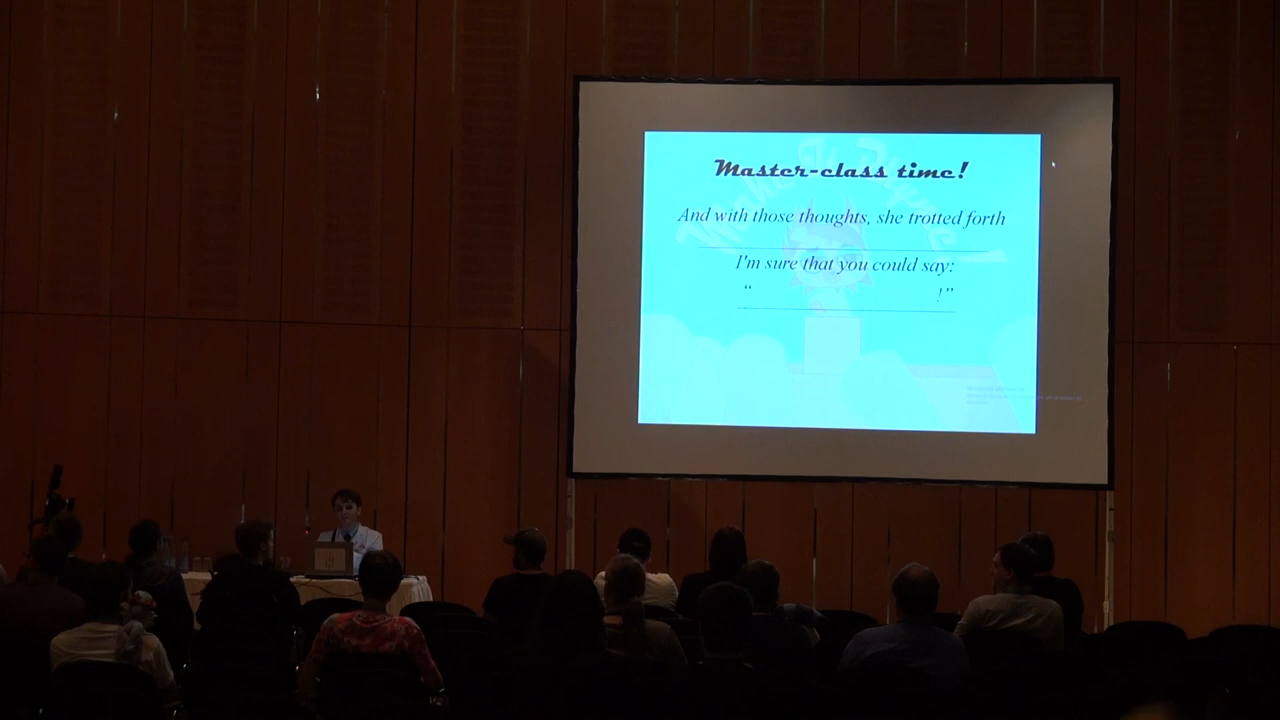 Master-class time!
And with those thoughts, she trotted forth
I'm sure that you could say:
“ !”